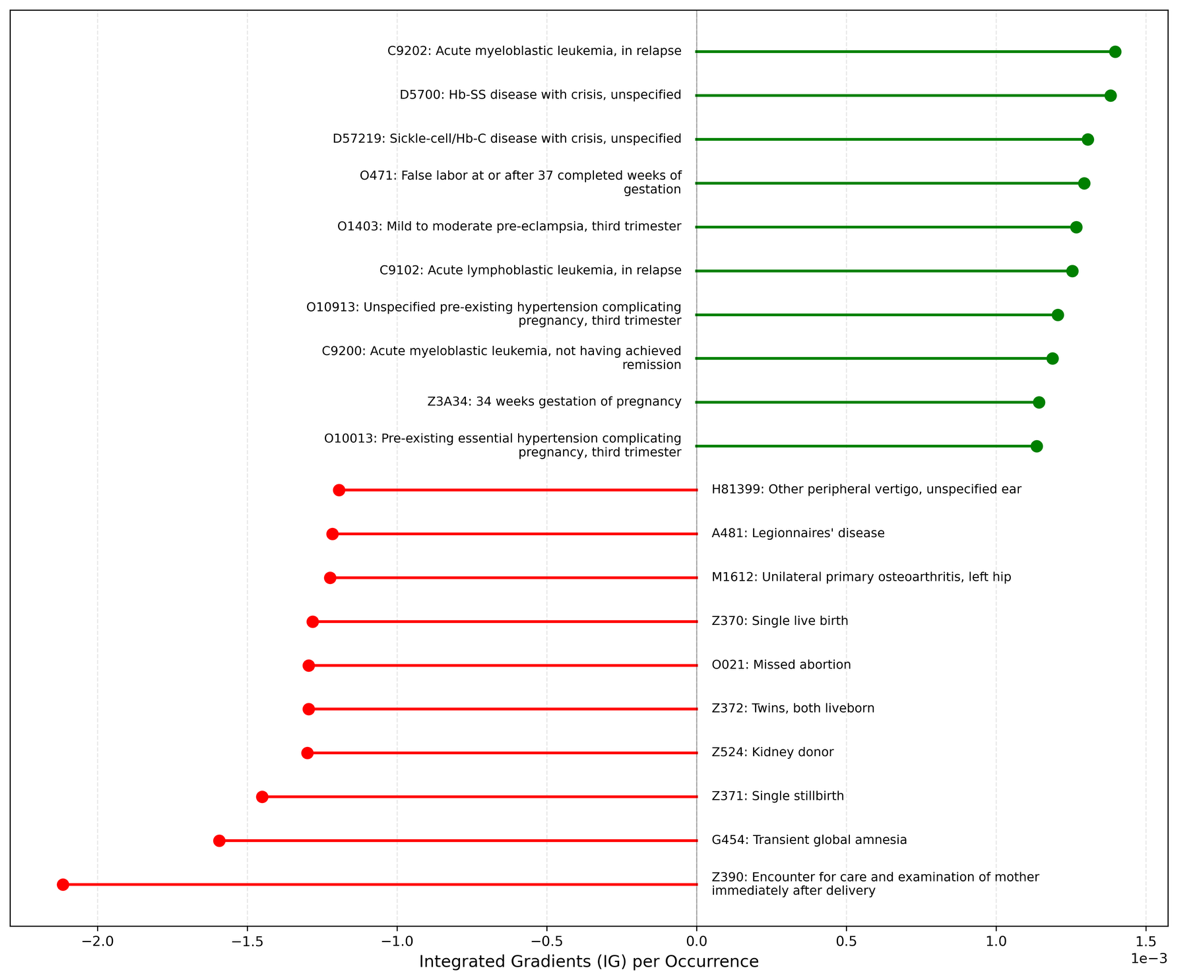 C9202: Acute myeloblastic leukemia, in relapse
D5700: Hb-SS disease with crisis, unspecified
D57219: Sickle-cell/Hb-C disease with crisis, unspecified
O471: False labor at or after 37 completed weeks of
gestation
O1403: Mild to moderate pre-eclampsia, third trimester
C9102: Acute lymphoblastic leukemia, in relapse
O10913: Unspecified pre-existing hypertension complicating
pregnancy, third trimester
C9200: Acute myeloblastic leukemia, not having achieved
remission
Z3A34: 34 weeks gestation of pregnancy
O10013: Pre-existing essential hypertension complicating
pregnancy, third trimester
H81399: Other peripheral vertigo, unspecified ear
A481: Legionnaires' disease
M1612: Unilateral primary osteoarthritis, left hip
Z370: Single live birth
O021: Missed abortion
Z372: Twins, both liveborn
Z524: Kidney donor
Z371: Single stillbirth
G454: Transient global amnesia
Z390: Encounter for care and examination of mother
immediately after delivery
−2.0 −1.5 −1.0 −0.5 0.0 0.5 1.0 1.5
1e−3
Integrated Gradients (IG) per Occurrence